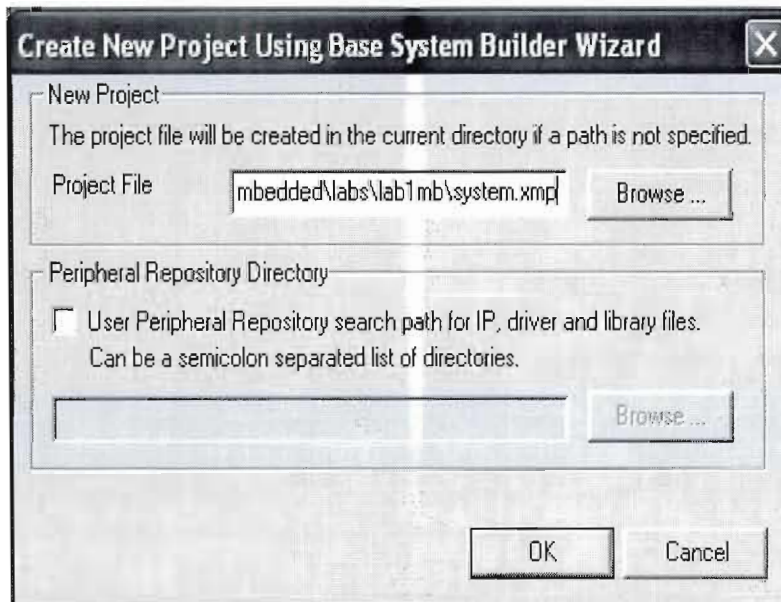 Create New Project Using Base System Builder Wizard
New Project
The project file will be created in the current directory if a path is not specified.
Project File
mbedded\labs\lab1mb\system.xmp
Browse ...
Peripheral Repository Directory
User Peripheral Repository search path for IP, driver and library files.
Can be a semicolon separated list of directories.
Browse ...
OK
Cancel